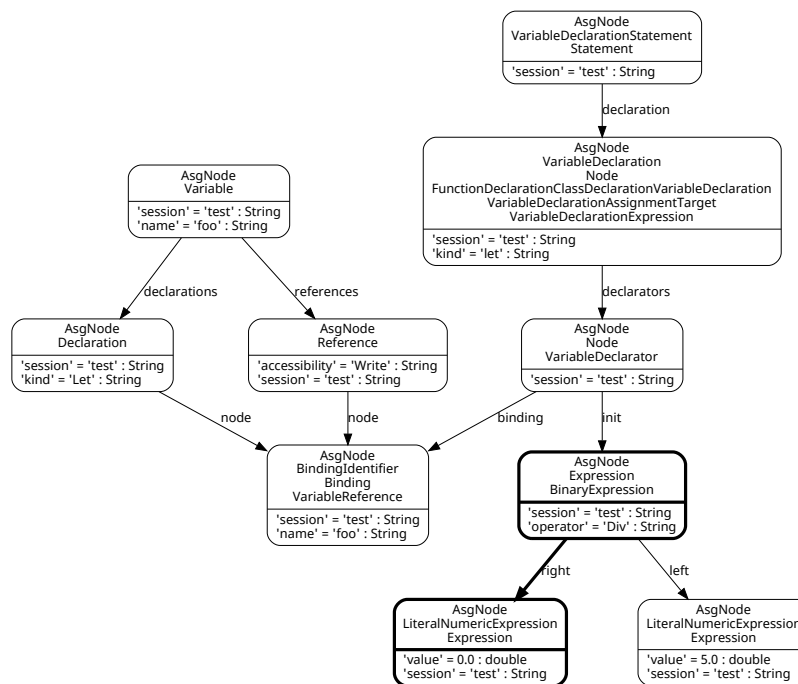 AsgNode
VariableDeclarationStatement
Statement
'session' = 'test' : String
declaration
AsgNode
VariableDeclaration
Node
FunctionDeclarationClassDeclarationVariableDeclaration
VariableDeclarationAssignmentTarget
VariableDeclarationExpression
'session' = 'test' : String
'kind' = 'let' : String
AsgNode
Variable
'session' = 'test' : String
'name' = 'foo' : String
declarations
references
declarators
AsgNode
Declaration
'session' = 'test' : String
'kind' = 'Let' : String
AsgNode
Reference
'accessibility' = 'Write' : String
'session' = 'test' : String
AsgNode
Node
VariableDeclarator
'session' = 'test' : String
node
node
binding
init
AsgNode
BindingIdentifier
Binding
VariableReference
'session' = 'test' : String
'name' = 'foo' : String
AsgNode
Expression
BinaryExpression
'session' = 'test' : String
'operator' = 'Div' : String
right
left
AsgNode
LiteralNumericExpression
Expression
'value' = 0.0 : double
'session' = 'test' : String
AsgNode
LiteralNumericExpression
Expression
'value' = 5.0 : double
'session' = 'test' : String